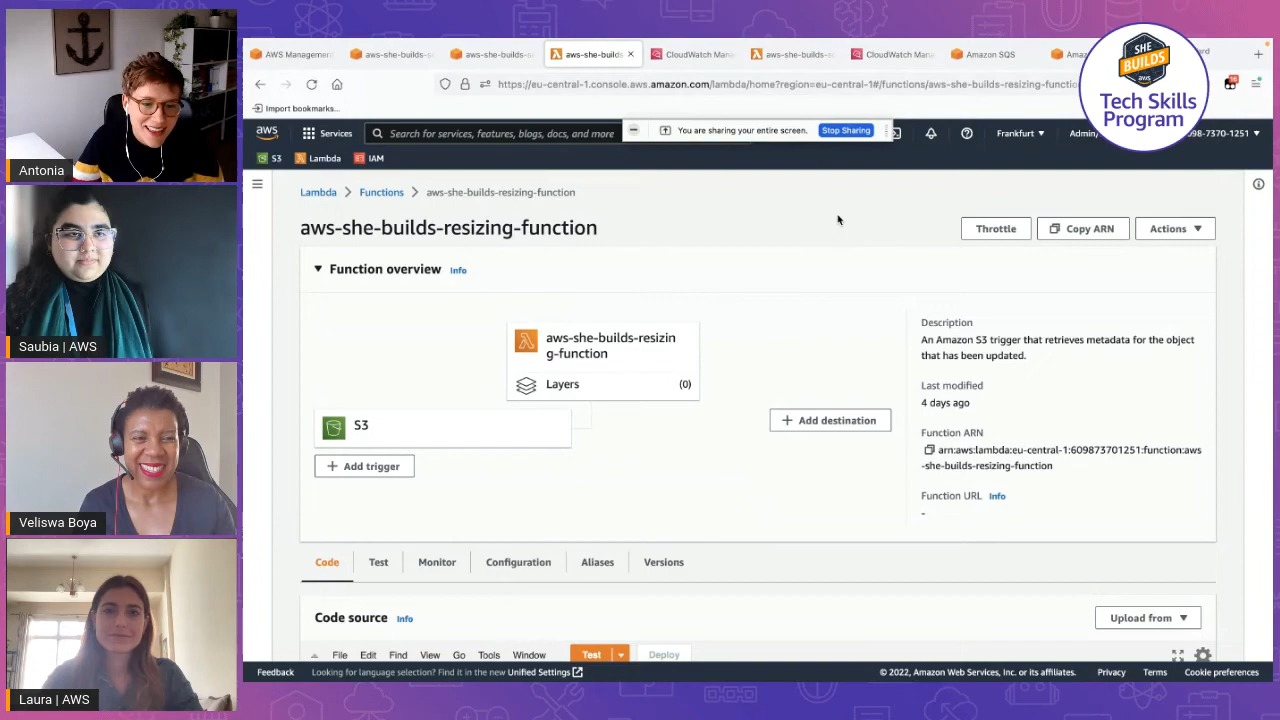 Antonia
Saubia | AWS
Veliswa Boya
Laura | AWS
SHE
BUILDS
aws
Tech Skills
Program
AWS Managemen
aws-she-builds-s
aws-she-builds-s
aws-she-builds
CloudWatch Mana
aws-she-builds-s
CloudWatch Mana
Amazon SQS
Amaz
https://eu-central-1.console.aws.amazon.com/lambda/home?region=eu-central-1#/functions/aws-she-builds-resizing-functio
Import bookmarks...
aws
Services
Search for services, features, blogs, docs, and more
You are sharing your entire screen.
Stop Sharing
Frankfurt
Admin
98-7370-1251
S3
Lambda
IAM
Lambda
Functions
aws-she-builds-resizing-function
aws-she-builds-resizing-function
Throttle
Copy ARN
Actions
Function overview
Info
aws-she-builds-resizin
g-function
Layers
(0)
S3
+ Add trigger
+ Add destination
Description
An Amazon S3 trigger that retrieves metadata for the object
that has been updated.
Last modified
4 days ago
Function ARN
arn:aws:lambda:eu-central-1:609873701251:function:aws
-she-builds-resizing-function
Function URL
Info
-
Code
Test
Monitor
Configuration
Aliases
Versions
Code source
Info
Upload from
File
Edit
Find
View
Go
Tools
Window
Test
Deploy
Feedback
Looking for language selection? Find it in the new Unified Settings
© 2022, Amazon Web Services, Inc. or its affiliates.
Privacy
Terms
Cookie preferences